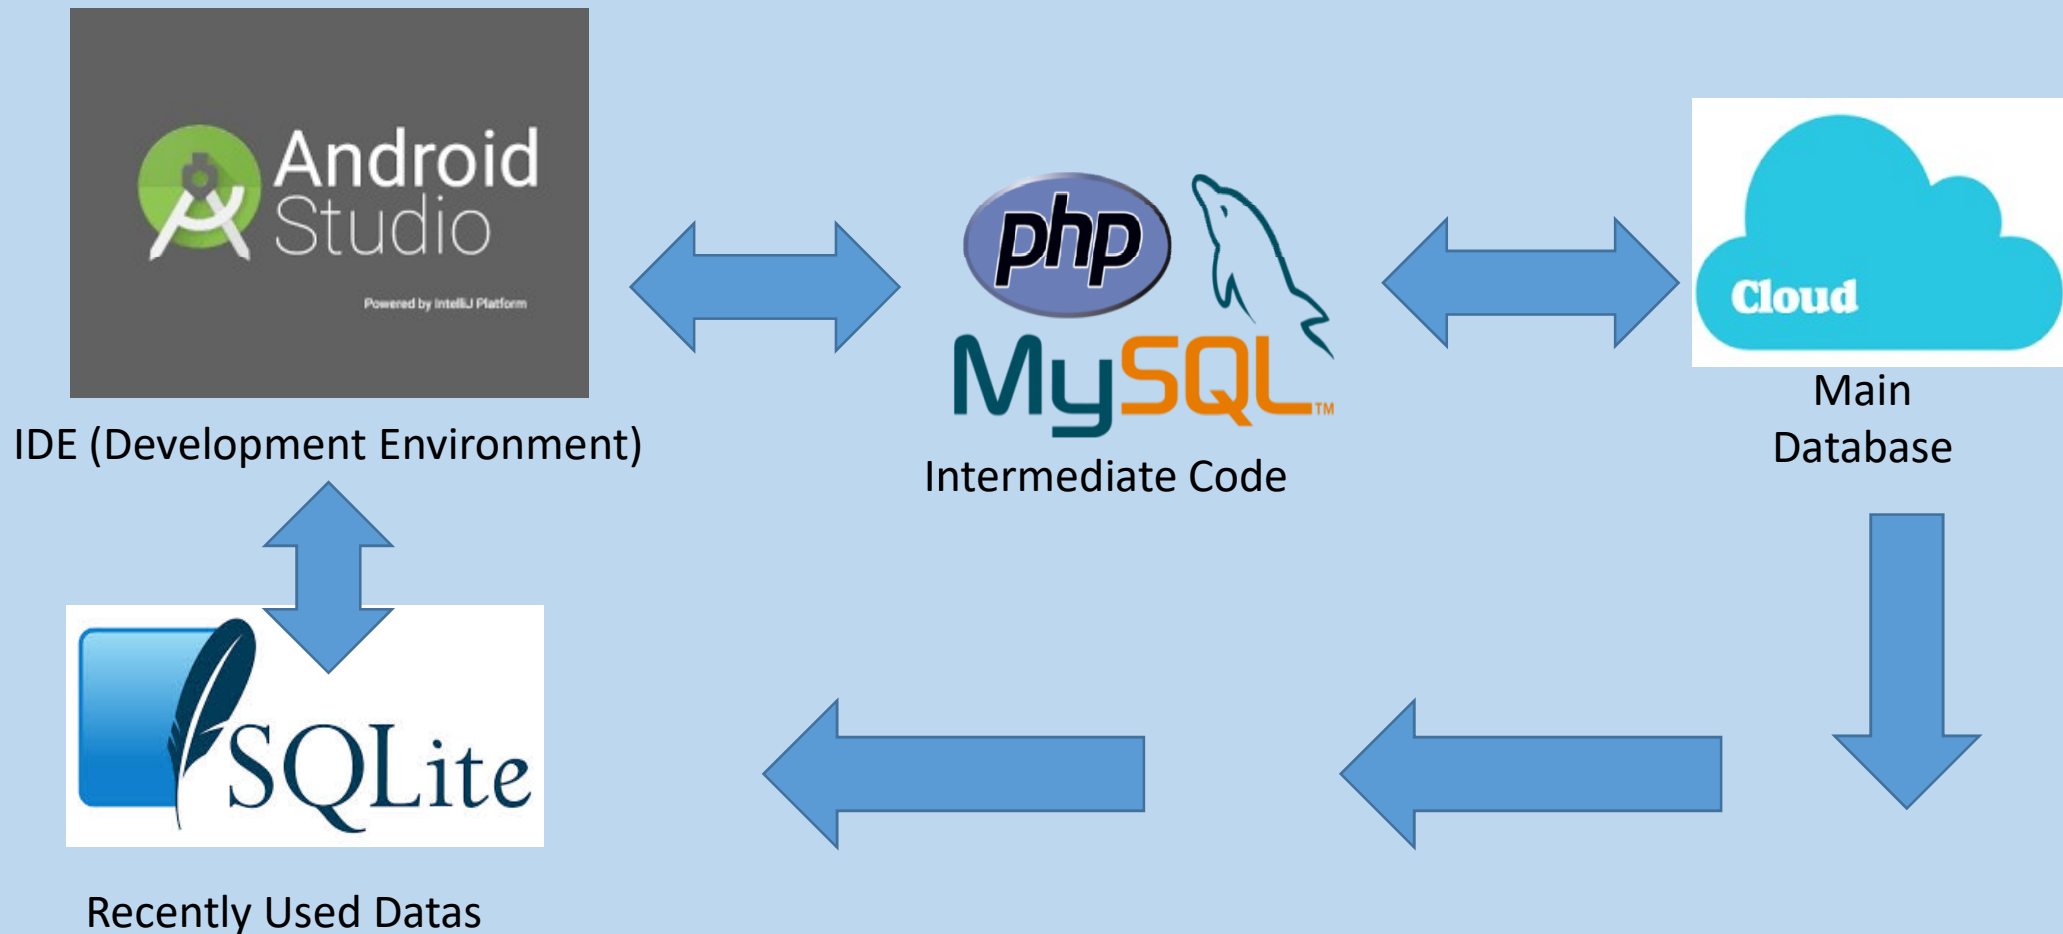 Android
Studio
Powered by IntelliJ Platform
IDE (Development Environment)
php
MySQL™
Intermediate Code
Cloud
Main
Database
SQLite
Recently Used Datas